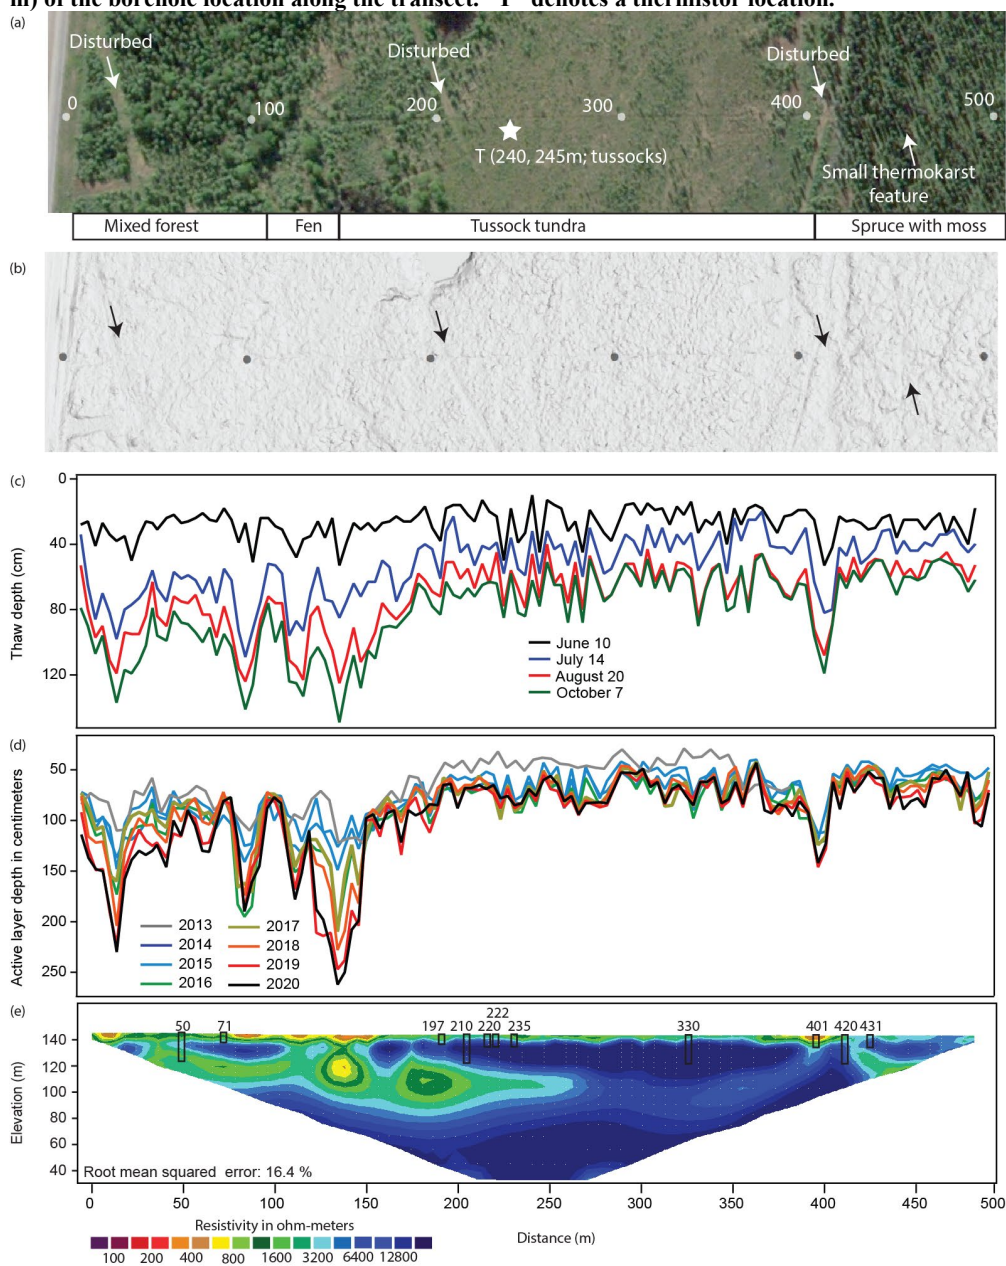 m) of the borehole location along the transect. "T" denotes a thermistor location.
(a)
Disturbed
Disturbed
Disturbed
0
100
200
300
400
500
T (240, 245m; tussocks)
Small thermokarst
feature
Mixed forest
Fen
Tussock tundra
Spruce with moss
(b)
(c)
Thaw depth (cm)
0
40
80
120
June 10
July 14
August 20
October 7
(d)
Active layer depth in centimeters
50
100
150
200
250
2013
2017
2014
2018
2015
2019
2016
2020
(e)
222
50
71
197
210
220
235
330
401
420
431
Elevation (m)
140
120
100
80
60
40
Root mean squared error: 16.4 %
0
50
100
150
200
250
300
350
400
450
500
Resistivity in ohm-meters
Distance (m)
100
200
400
800
1600
3200
6400
12800